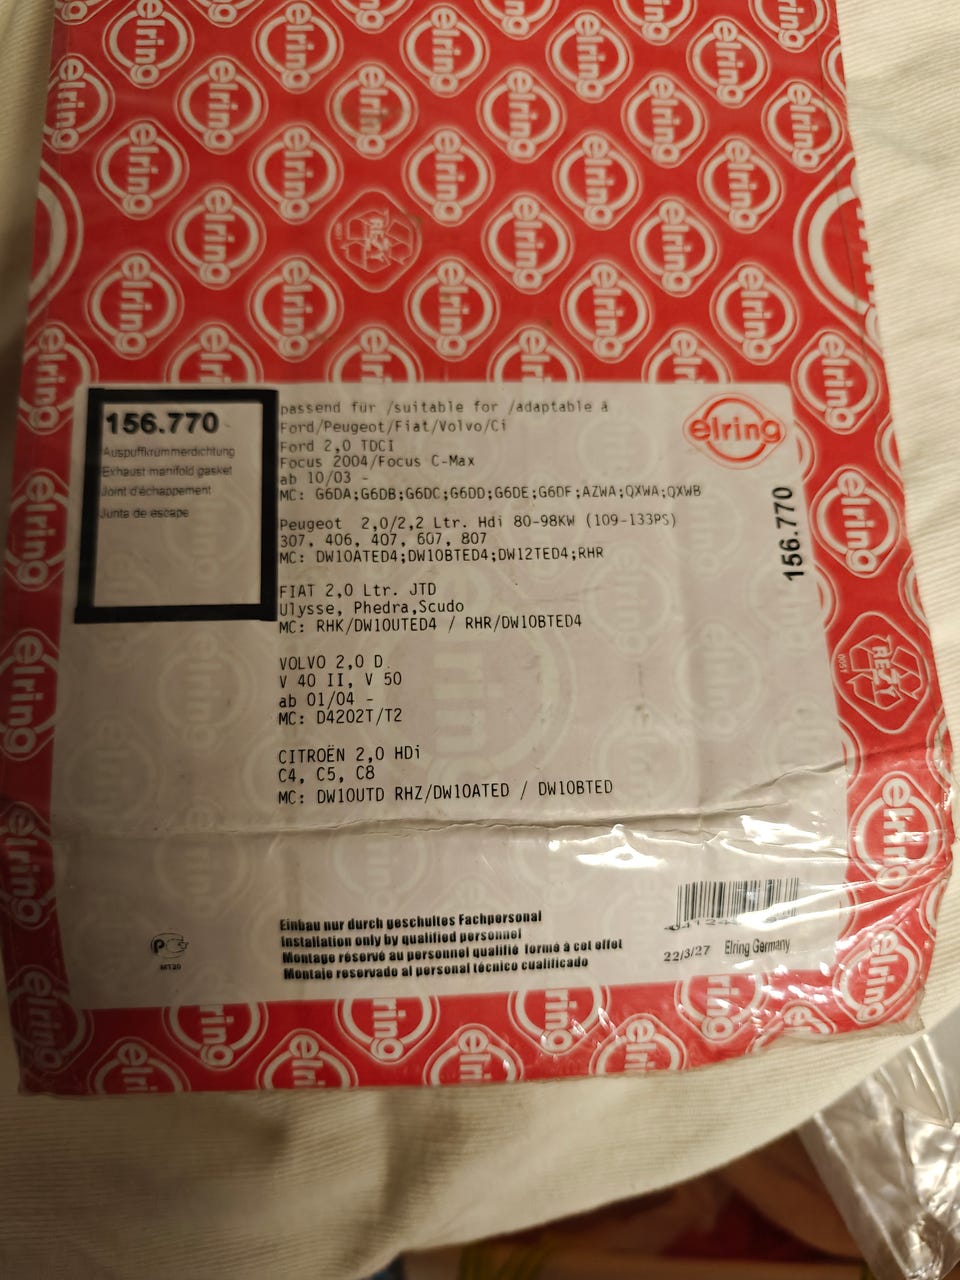 156.770
Auspuffkrümmerdichtung
Exhaust manifold gasket
Joint d'échappement
Junta de escape
passend für /suitable for /adaptable à
Ford/Peugeot/Fiat/Volvo/Ci
Ford 2,0 TDCI
Focus 2004/Focus C-Max
ab 10/03 -
MC: G6DA;G6DB;G6DC;G6DD;G6DE;G6DF;AZWA;QXWA;QXWB
Peugeot 2,0/2,2 Ltr. Hdi 80-98KW (109-133PS)
307, 406, 407, 607, 807
MC: DW10ATED4;DW10BTED4;DW12TED4;RHR
FIAT 2,0 Ltr. JTD
Ulysse, Phedra,Scudo
MC: RHK/DW10UTED4 / RHR/DW10BTED4
VOLVO 2,0 D.
V 40 II, V 50
ab 01/04 -
MC: D4202T/T2
CITROËN 2,0 HDi
C4, C5, C8
MC: DW10UTD RHZ/DW10ATED / DW10BTED
elring
156.770
Einbau nur durch geschultes Fachpersonal
Installation only by qualified personnel
Montage réservé au personnel qualifié formé à cet effet
Montaje reservado al personal técnico cualificado
MT20
22/3/27 Elring Germany
REZY
0051